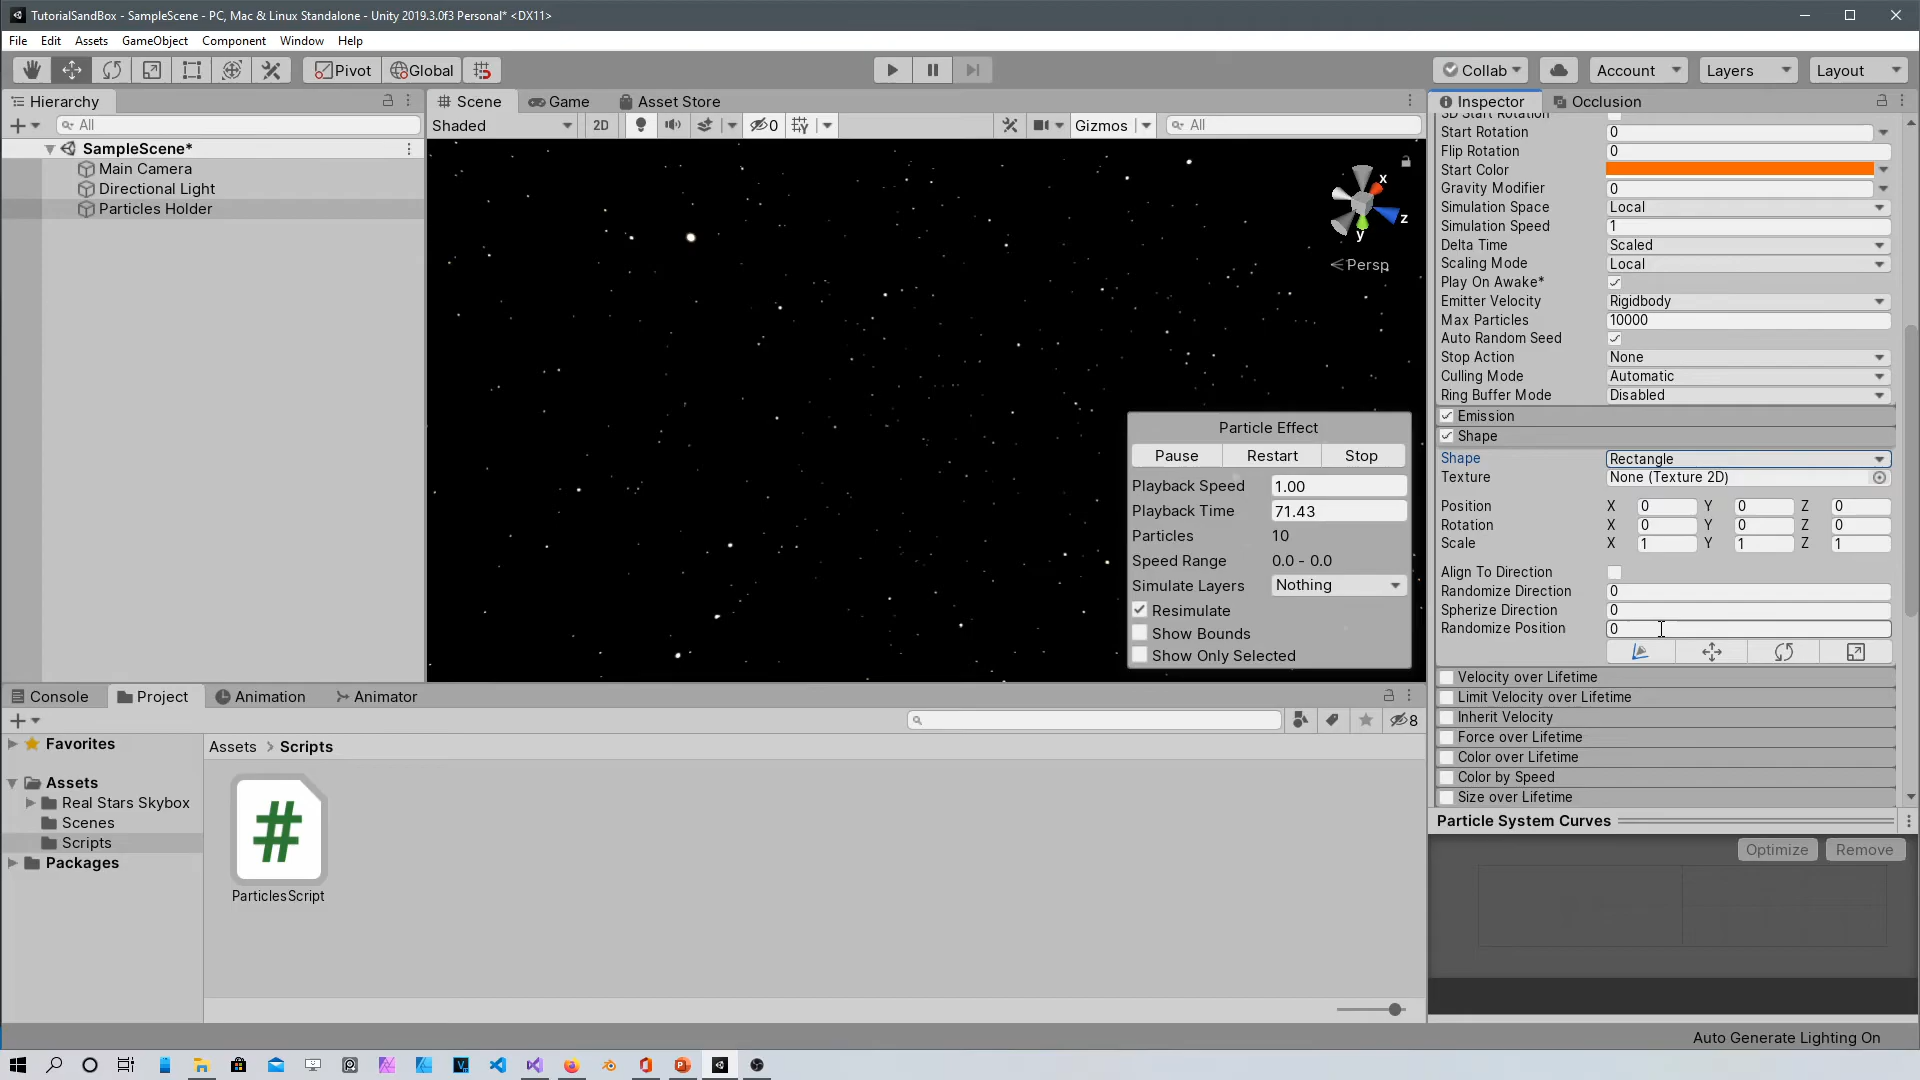 TutorialSandBox - SampleScene - PC, Mac & Linux Standalone - Unity 2019.3.0f3 Personal* <DX11>
File Edit Assets GameObject Component Window Help
Pivot Global Collab Account Layers Layout
Hierarchy
All
SampleScene*
Main Camera
Directional Light
Particles Holder
Scene Game Asset Store
Shaded 2D 0 Gizmos All
x
z
y
Persp
Particle Effect
Pause Restart Stop
Playback Speed 1.00
Playback Time 71.43
Particles 10
Speed Range 0.0 - 0.0
Simulate Layers Nothing
Resimulate
Show Bounds
Show Only Selected
Inspector Occlusion
3D Start Rotation
Start Rotation 0
Flip Rotation 0
Start Color
Gravity Modifier 0
Simulation Space Local
Simulation Speed 1
Delta Time Scaled
Scaling Mode Local
Play On Awake*
Emitter Velocity Rigidbody
Max Particles 10000
Auto Random Seed
Stop Action None
Culling Mode Automatic
Ring Buffer Mode Disabled
Emission
Shape
Shape Rectangle
Texture None (Texture 2D)
Position X 0 Y 0 Z 0
Rotation X 0 Y 0 Z 0
Scale X 1 Y 1 Z 1
Align To Direction
Randomize Direction 0
Spherize Direction 0
Randomize Position 0
Velocity over Lifetime
Limit Velocity over Lifetime
Inherit Velocity
Force over Lifetime
Color over Lifetime
Color by Speed
Size over Lifetime
Particle System Curves
Optimize Remove
Console Project Animation Animator
8
Favorites
Assets
Real Stars Skybox
Scenes
Scripts
Packages
Assets > Scripts
#
ParticlesScript
Auto Generate Lighting On